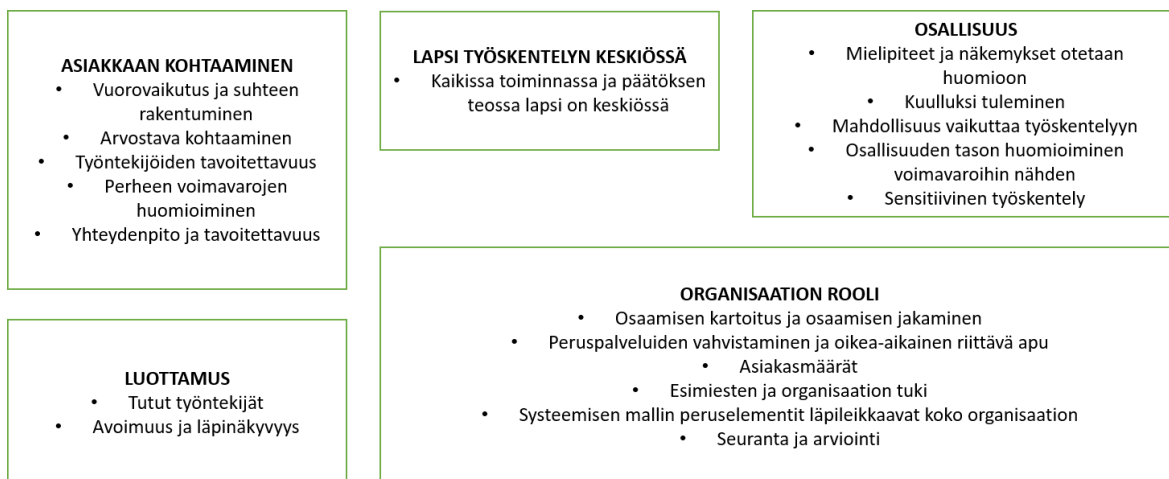 ASIAKKAAN KOHTAAMINEN
• Vuorovaikutus ja suhteen
rakentuminen
• Arvostava kohtaaminen
• Työntekijöiden tavoitettavuus
• Perheen voimavarojen
huomioiminen
• Yhteydenpito ja tavoitettavuus
LAPSI TYÖSKENTELYN KESKIÖSSÄ
• Kaikissa toiminnassa ja päätöksen
teossa lapsi on keskiössä
OSALLISUUS
• Mielipiteet ja näkemykset otetaan
huomioon
• Kuulluksi tuleminen
• Mahdollisuus vaikuttaa työskentelyyn
• Osallisuuden tason huomioiminen
voimavaroihin nähden
• Sensitiivinen työskentely
LUOTTAMUS
• Tutut työntekijät
• Avoimuus ja läpinäkyvyys
ORGANISAATION ROOLI
• Osaamisen kartoitus ja osaamisen jakaminen
• Peruspalveluiden vahvistaminen ja oikea-aikainen riittävä apu
• Asiakasmäärät
• Esimiesten ja organisaation tuki
• Systeemisen mallin peruselementit läpileikkaavat koko organisaation
• Seuranta ja arviointi